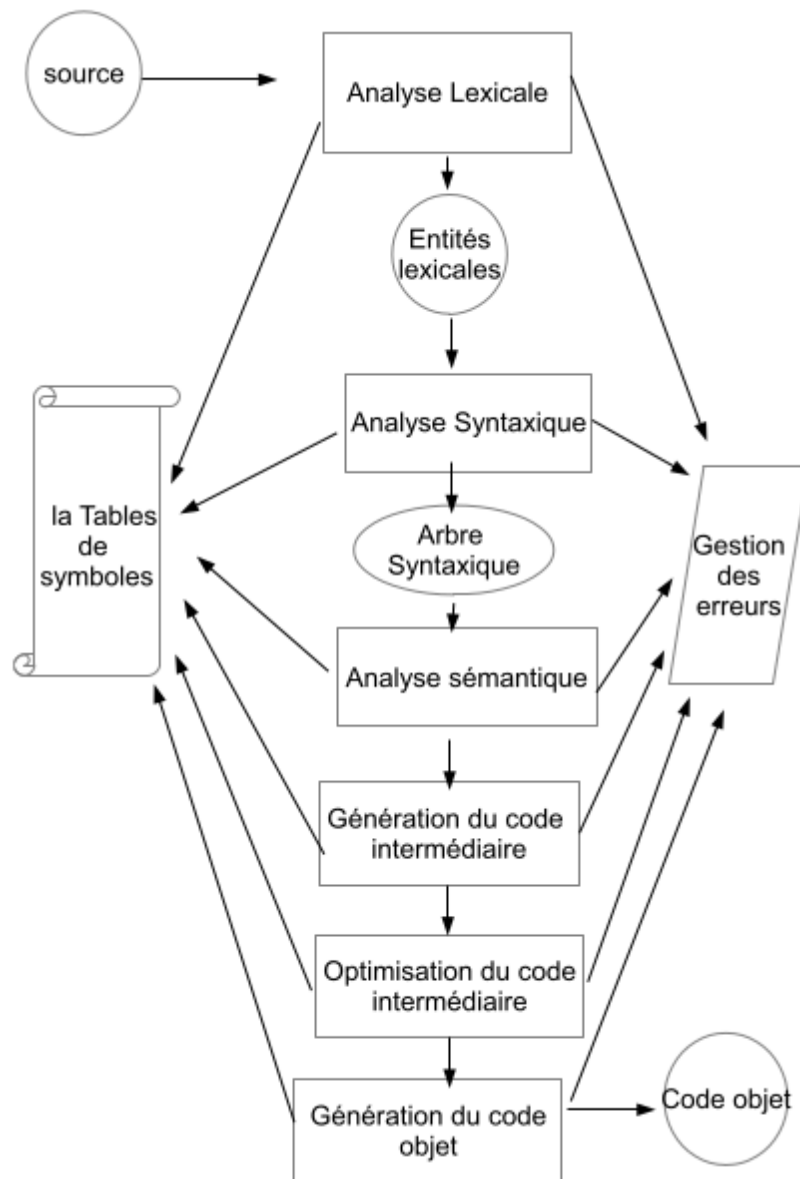 source
Analyse Lexicale
Entités
lexicales
Analyse Syntaxique
la Tables
de
symboles
Arbre
Syntaxique
Gestion
des
erreurs
Analyse sémantique
Génération du code
intermédiaire
Optimisation du code
intermédiaire
Génération du code
objet
Code objet